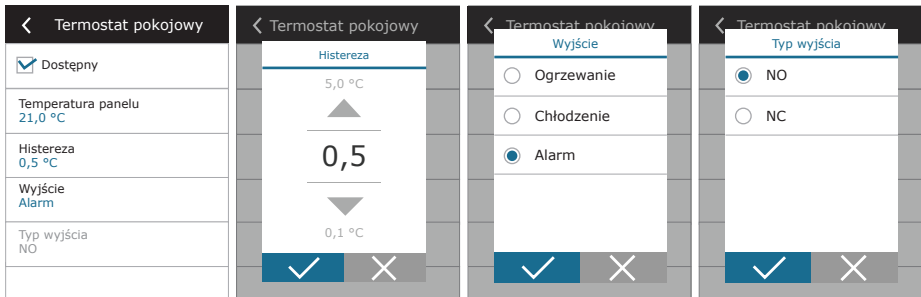 Termostat pokojowy
Dostępny
Temperatura panelu
21,0 °C
Histereza
0,5 °C
Wyjście
Alarm
Typ wyjścia
NO
Termostat pokojowy
Histereza
5,0 °C
0,5
0,1 °C
Termostat pokojowy
Wyjście
Ogrzewanie
Chłodzenie
Alarm
Termostat pokojowy
Typ wyjścia
NO
NC